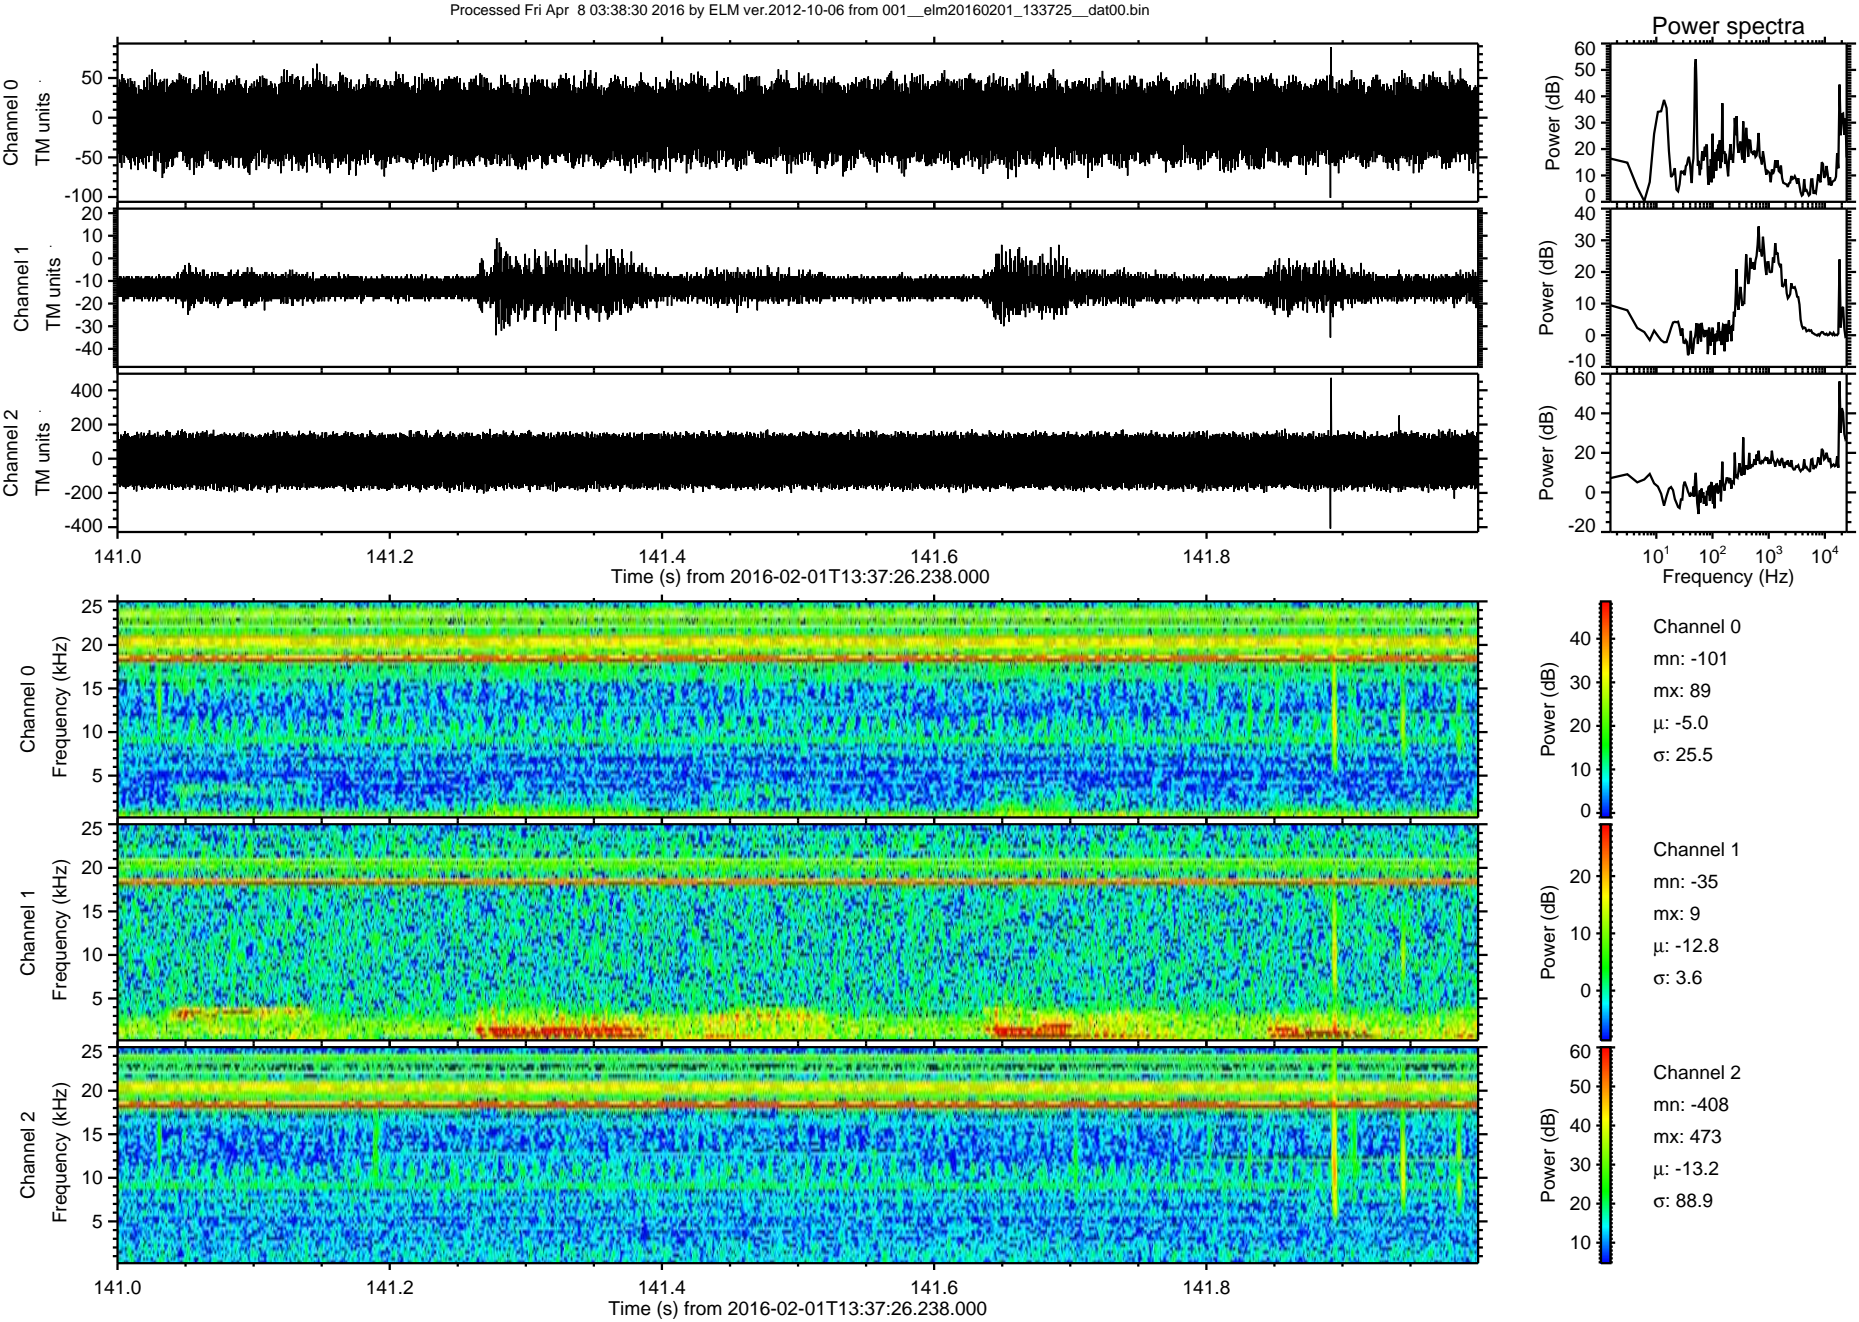 Processed Fri Apr  8 03:38:30 2016 by ELM ver.2012-10-06 from 001__elm20160201_133725__dat00.bin
Power spectra
Channel 0
TM units
50
0
-50
-100
Power (dB)
60
50
40
30
20
10
0
Channel 1
TM units
20
10
0
-10
-20
-30
-40
Power (dB)
40
30
20
10
0
-10
Channel 2
TM units
400
200
0
-200
-400
Power (dB)
60
40
20
0
-20
141.0 141.2 141.4 141.6 141.8
Time (s) from 2016-02-01T13:37:26.238.000
10¹ 10² 10³ 10⁴
Frequency (Hz)
Channel 0
Frequency (kHz)
25
20
15
10
5
Power (dB)
40
30
20
10
0
Channel 0
mn: -101
mx: 89
µ: -5.0
σ: 25.5
Channel 1
Frequency (kHz)
25
20
15
10
5
Power (dB)
20
10
0
Channel 1
mn: -35
mx: 9
µ: -12.8
σ: 3.6
Channel 2
Frequency (kHz)
25
20
15
10
5
Power (dB)
60
50
40
30
20
10
Channel 2
mn: -408
mx: 473
µ: -13.2
σ: 88.9
141.0 141.2 141.4 141.6 141.8
Time (s) from 2016-02-01T13:37:26.238.000